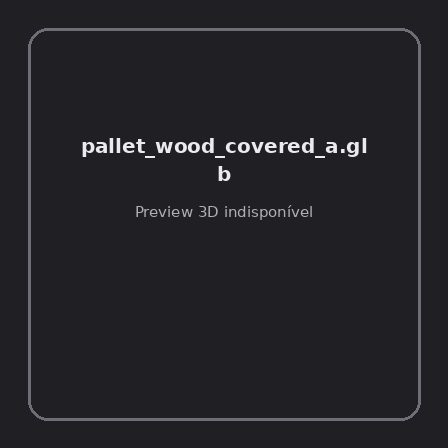 pallet_wood_covered_a.gl
b
Preview 3D indisponível